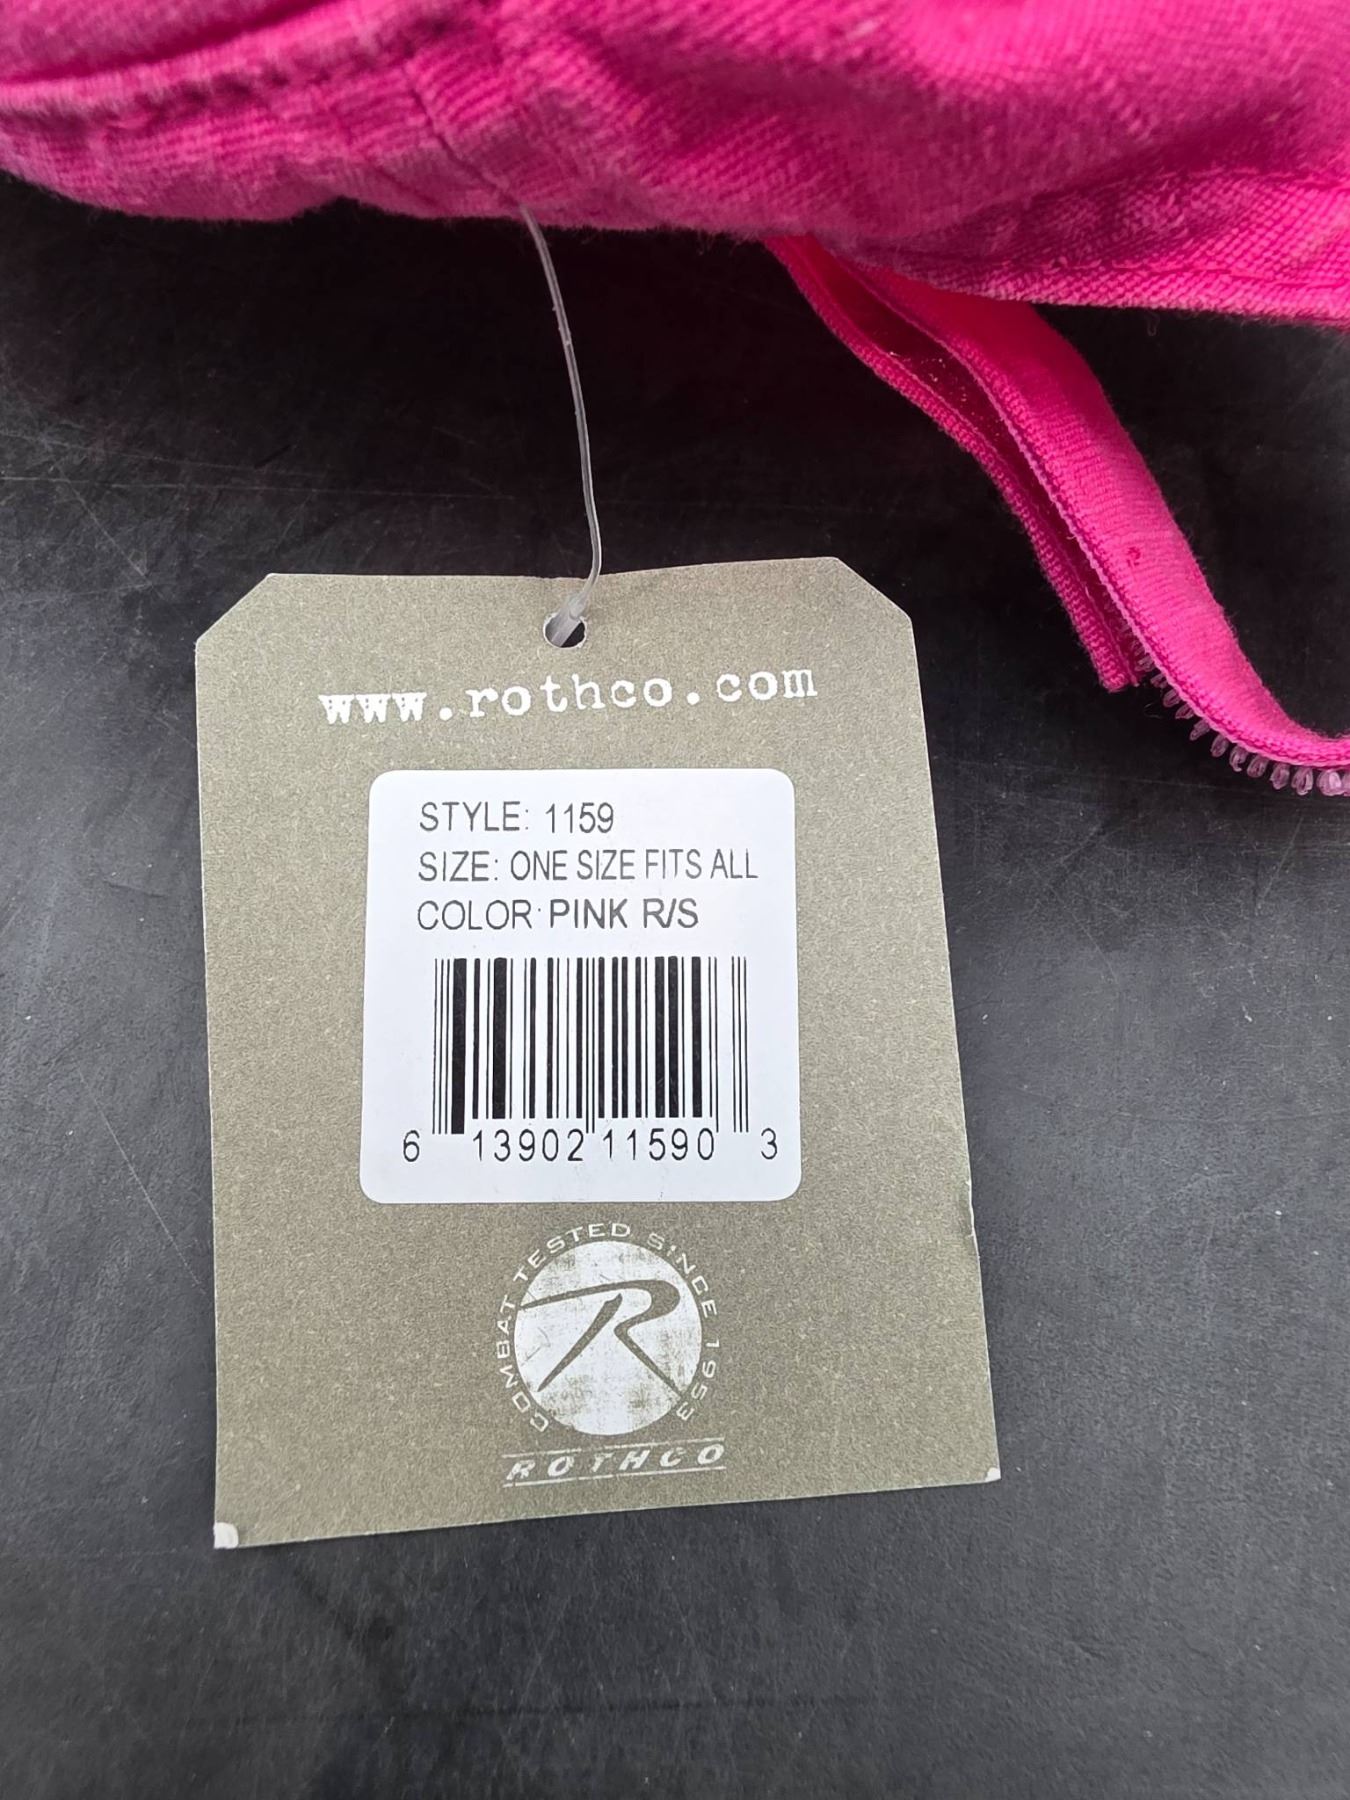 www.rothco.com
STYLE: 1159
SIZE: ONE SIZE FITS ALL
COLOR: PINK R/S
6 13902 11590 3
COMBAT TESTED SINCE 1953
R
ROTHCO